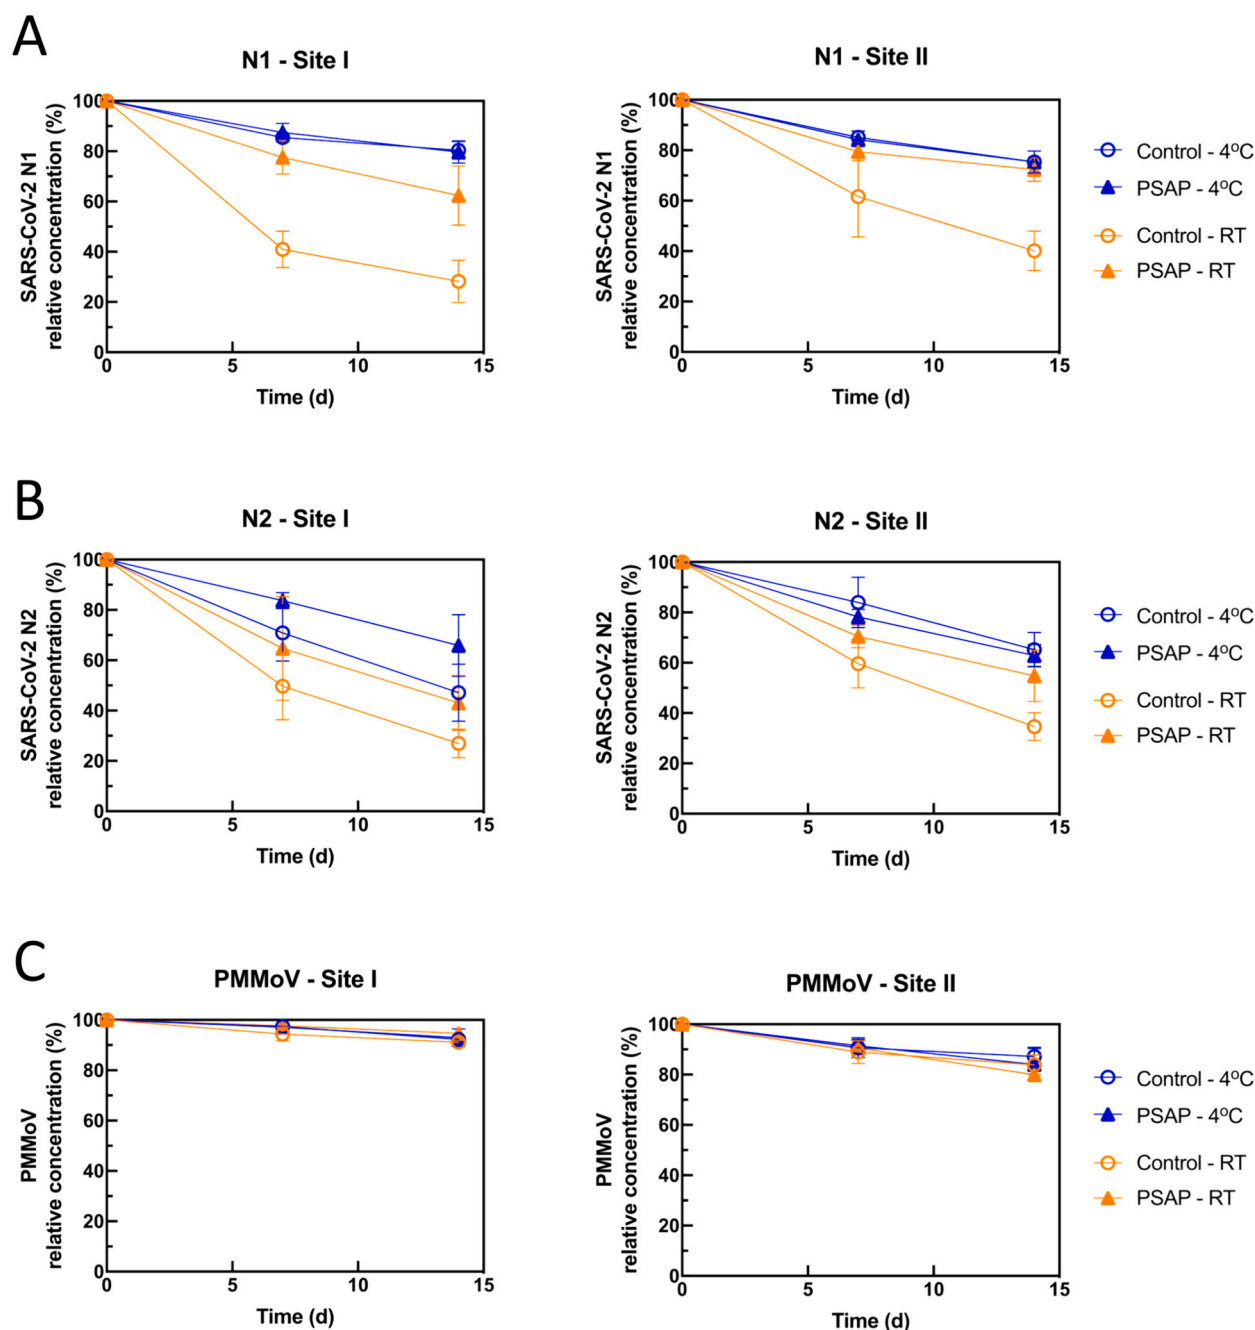 A
N1 - Site I
SARS-CoV-2 N1
relative concentration (%)
100
80
60
40
20
0
0 5 10 15
Time (d)
N1 - Site II
SARS-CoV-2 N1
relative concentration (%)
100
80
60
40
20
0
0 5 10 15
Time (d)
Control - 4ºC
PSAP - 4ºC
Control - RT
PSAP - RT
B
N2 - Site I
SARS-CoV-2 N2
relative concentration (%)
100
80
60
40
20
0
0 5 10 15
Time (d)
N2 - Site II
SARS-CoV-2 N2
relative concentration (%)
100
80
60
40
20
0
0 5 10 15
Time (d)
Control - 4ºC
PSAP - 4ºC
Control - RT
PSAP - RT
C
PMMoV - Site I
PMMoV
relative concentration (%)
100
80
60
40
20
0
0 5 10 15
Time (d)
PMMoV - Site II
PMMoV
relative concentration (%)
100
80
60
40
20
0
0 5 10 15
Time (d)
Control - 4ºC
PSAP - 4ºC
Control - RT
PSAP - RT